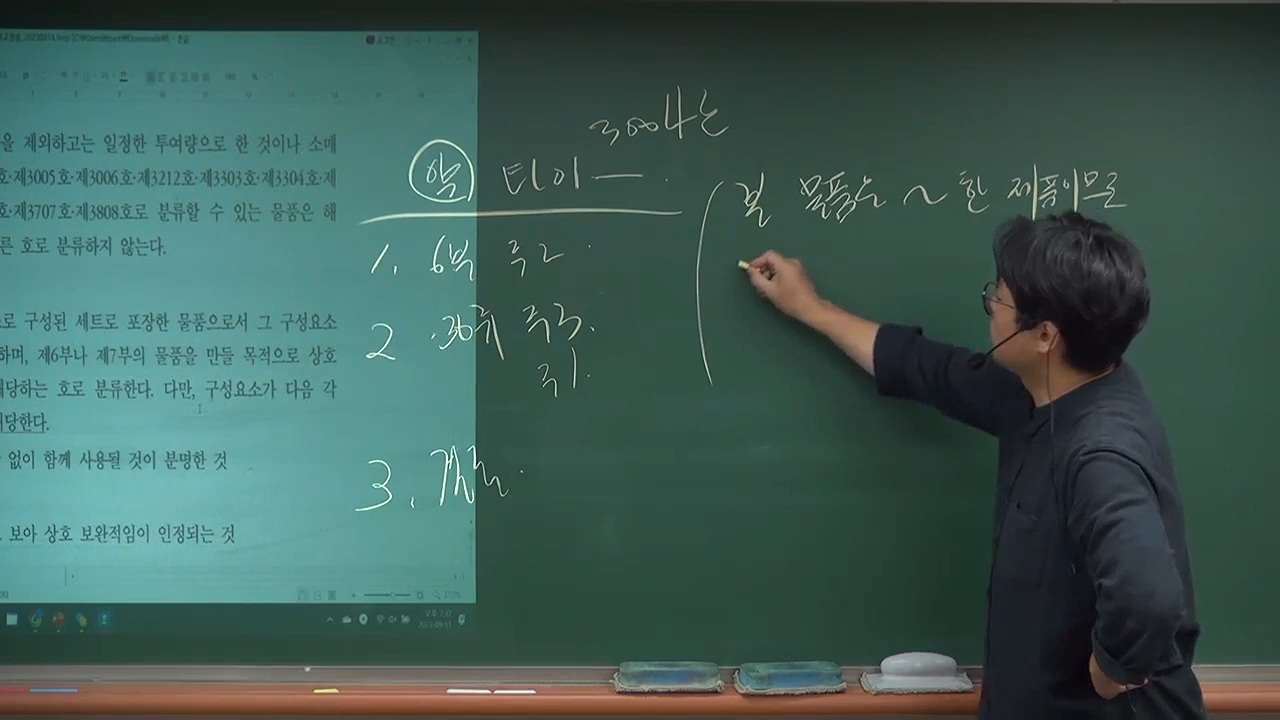 을 제외하고는 일정한 투여량으로 한 것이나 소매
호·제3005호·제3006호·제3212호·제3303호·제3304호·제
호·제3707호·제3808호로 분류할 수 있는 물품은 해
른 호로 분류하지 않는다.
로 구성된 세트로 포장한 물품으로서 그 구성요소
하며, 제6부나 제7부의 물품을 만들 목적으로 상호
해당하는 호로 분류한다. 다만, 구성요소가 다음 각
해당한다.
없이 함께 사용될 것이 분명한 것
보아 상호 보완적임이 인정되는 것
3004나는
약 타이
1. 6부 주2
2 30류 주3.
주1.
3. 결론.
본 물품은 ~ 한 제품이므로